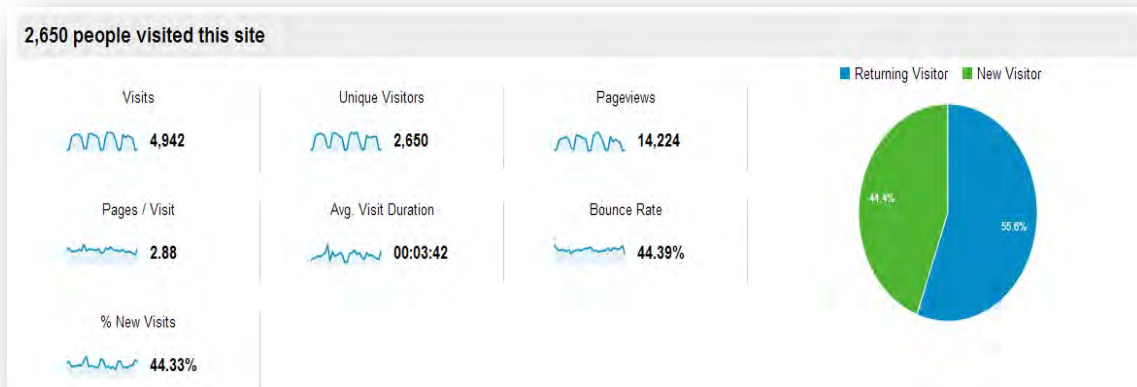 2,650 people visited this site
Returning Visitor New Visitor
Visits Unique Visitors Pageviews
4,942 2,650 14,224
44.4%
55.6%
Pages / Visit Avg. Visit Duration Bounce Rate
2.88 00:03:42 44.39%
% New Visits
44.33%